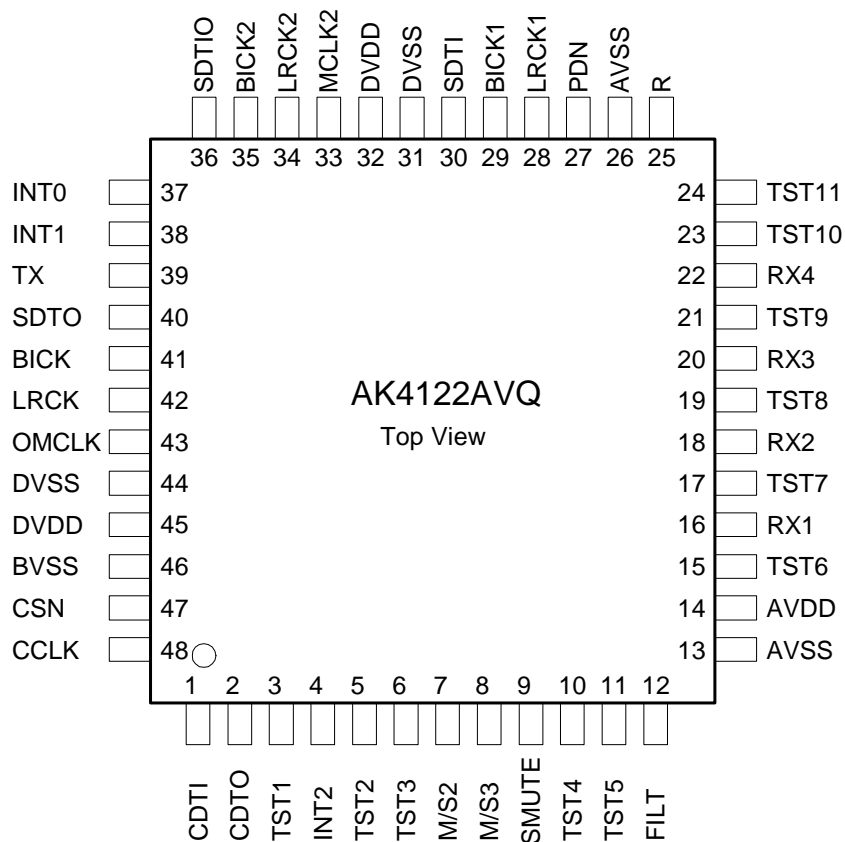 SDTIO BICK2 LRCK2 MCLK2 DVDD DVSS SDTI BICK1 LRCK1 PDN AVSS R
36 35 34 33 32 31 30 29 28 27 26 25
INT0 37 24 TST11
INT1 38 23 TST10
TX 39 22 RX4
SDTO 40 21 TST9
BICK 41 20 RX3
LRCK 42 19 TST8
AK4122AVQ
Top View
OMCLK 43 18 RX2
DVSS 44 17 TST7
DVDD 45 16 RX1
BVSS 46 15 TST6
CSN 47 14 AVDD
CCLK 48 13 AVSS
1 2 3 4 5 6 7 8 9 10 11 12
CDTI CDTO TST1 INT2 TST2 TST3 M/S2 M/S3 SMUTE TST4 TST5 FILT